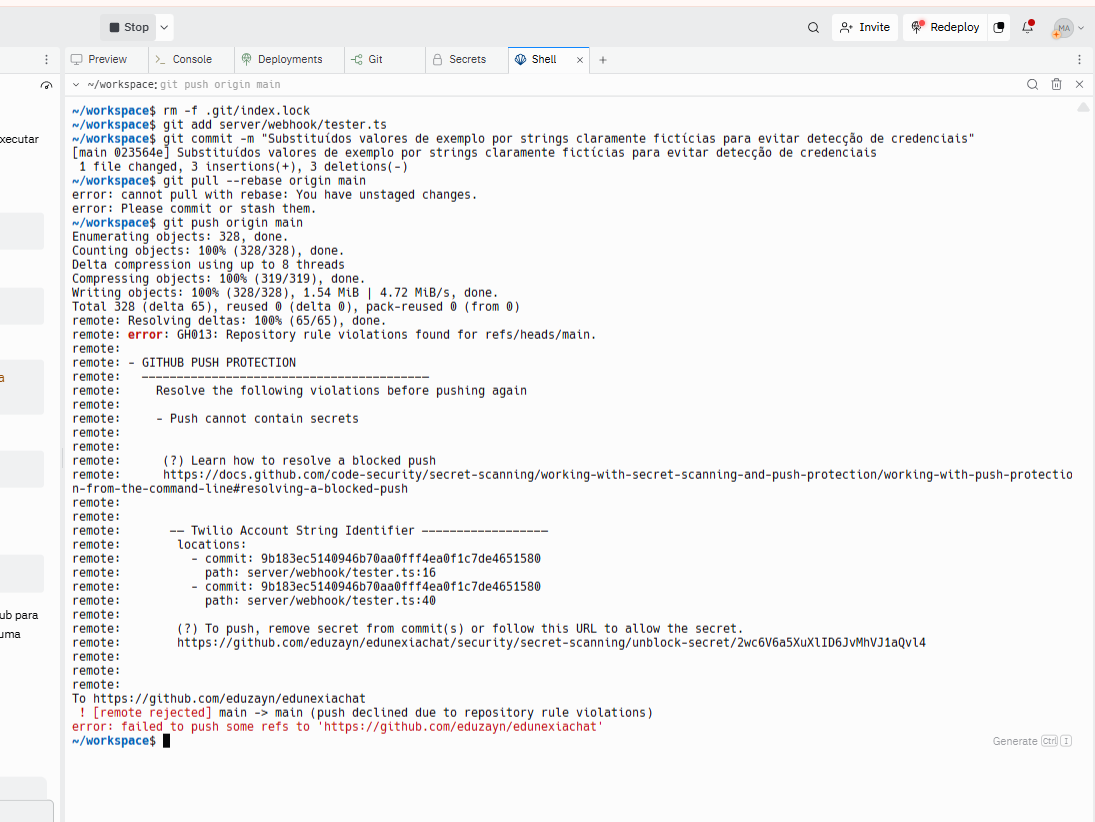 Stop
Invite
Redeploy
MA
Preview
Console
Deployments
Git
Secrets
Shell
~/workspace: git push origin main
xecutar
a
ub para
uma
~/workspace$ rm -f .git/index.lock
~/workspace$ git add server/webhook/tester.ts
~/workspace$ git commit -m "Substituídos valores de exemplo por strings claramente fictícias para evitar detecção de credenciais"
[main 023564e] Substituídos valores de exemplo por strings claramente fictícias para evitar detecção de credenciais
1 file changed, 3 insertions(+), 3 deletions(-)
~/workspace$ git pull --rebase origin main
error: cannot pull with rebase: You have unstaged changes.
error: Please commit or stash them.
~/workspace$ git push origin main
Enumerating objects: 328, done.
Counting objects: 100% (328/328), done.
Delta compression using up to 8 threads
Compressing objects: 100% (319/319), done.
Writing objects: 100% (328/328), 1.54 MiB | 4.72 MiB/s, done.
Total 328 (delta 65), reused 0 (delta 0), pack-reused 0 (from 0)
remote: Resolving deltas: 100% (65/65), done.
remote: error: GH013: Repository rule violations found for refs/heads/main.
remote:
remote: - GITHUB PUSH PROTECTION
remote: —————————————————————————————————————————
remote: Resolve the following violations before pushing again
remote:
remote: - Push cannot contain secrets
remote:
remote:
remote: (?) Learn how to resolve a blocked push
remote: https://docs.github.com/code-security/secret-scanning/working-with-secret-scanning-and-push-protection/working-with-push-protectio
n-from-the-command-line#resolving-a-blocked-push
remote:
remote:
remote: —— Twilio Account String Identifier ——————————————————
remote: locations:
remote: - commit: 9b183ec5140946b70aa0fff4ea0f1c7de4651580
remote: path: server/webhook/tester.ts:16
remote: - commit: 9b183ec5140946b70aa0fff4ea0f1c7de4651580
remote: path: server/webhook/tester.ts:40
remote:
remote: (?) To push, remove secret from commit(s) or follow this URL to allow the secret.
remote: https://github.com/eduzayn/edunexiachat/security/secret-scanning/unblock-secret/2wc6V6a5XuXlID6JvMhVJ1aQvl4
remote:
remote:
remote:
To https://github.com/eduzayn/edunexiachat
! [remote rejected] main -> main (push declined due to repository rule violations)
error: failed to push some refs to 'https://github.com/eduzayn/edunexiachat'
~/workspace$
Generate Ctrl I